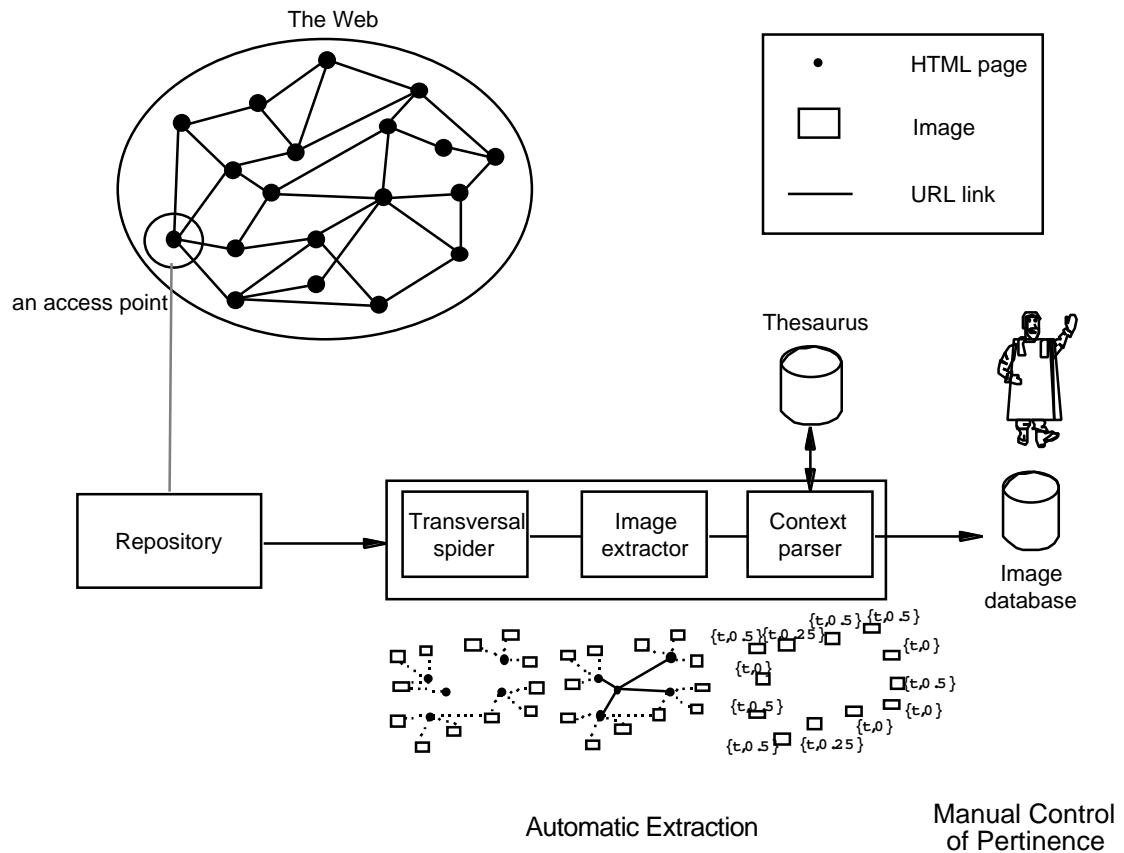 The Web
HTML page
Image
URL link
an access point
Thesaurus
Repository
Transversal
spider
Image
extractor
Context
parser
Image
database
{t,0.5}
{t,0.25}
{t,0.5}
{t,0.5}
{t,0}
{t,0}
{t,0.5}
{t,0.5}
{t,0}
{t,0}
{t,0.5}
{t,0.25}
Automatic Extraction
Manual Control
of Pertinence